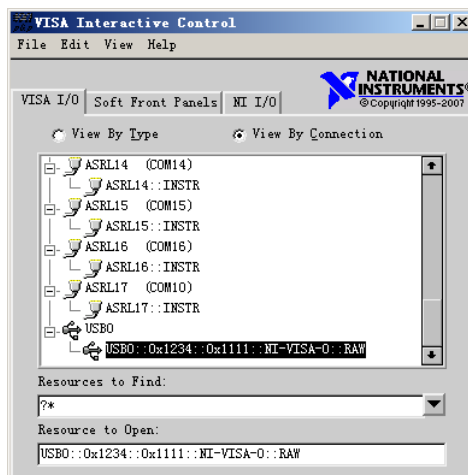 VISA Interactive Control
File Edit View Help
NATIONAL
INSTRUMENTS®
©Copyright 1995-2007
VISA I/O Soft Front Panels NI I/O
View By Type View By Connection
ASRL14 (COM14)
ASRL14::INSTR
ASRL15 (COM15)
ASRL15::INSTR
ASRL16 (COM16)
ASRL16::INSTR
ASRL17 (COM10)
ASRL17::INSTR
USB0
USB0::0x1234::0x1111::NI-VISA-0::RAW
Resources to Find:
?*
Resource to Open:
USB0::0x1234::0x1111::NI-VISA-0::RAW